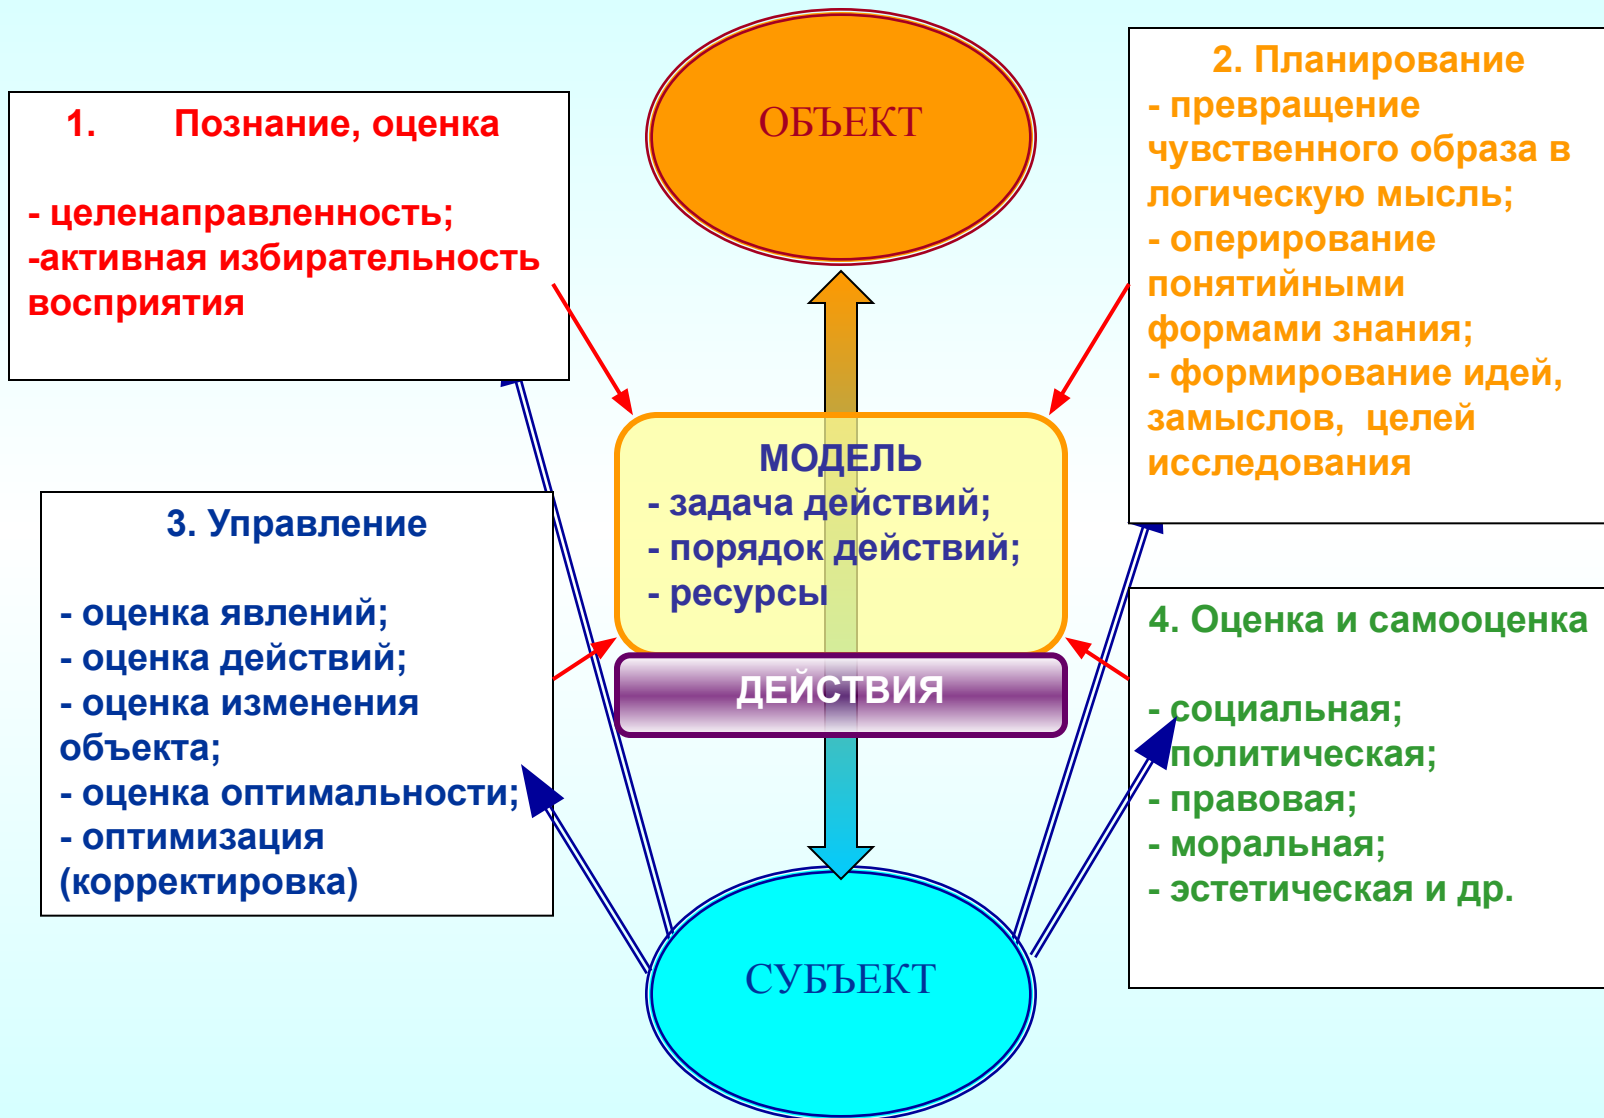 ОБЪЕКТ
1. Познание, оценка
- целенаправленность;
-активная избирательность
восприятия
2. Планирование
- превращение
чувственного образа в
логическую мысль;
- оперирование
понятийными
формами знания;
- формирование идей,
замыслов, целей
исследования
МОДЕЛЬ
- задача действий;
- порядок действий;
- ресурсы
ДЕЙСТВИЯ
3. Управление
- оценка явлений;
- оценка действий;
- оценка изменения
объекта;
- оценка оптимальности;
- оптимизация
(корректировка)
4. Оценка и самооценка
- социальная;
политическая;
- правовая;
- моральная;
- эстетическая и др.
СУБЪЕКТ